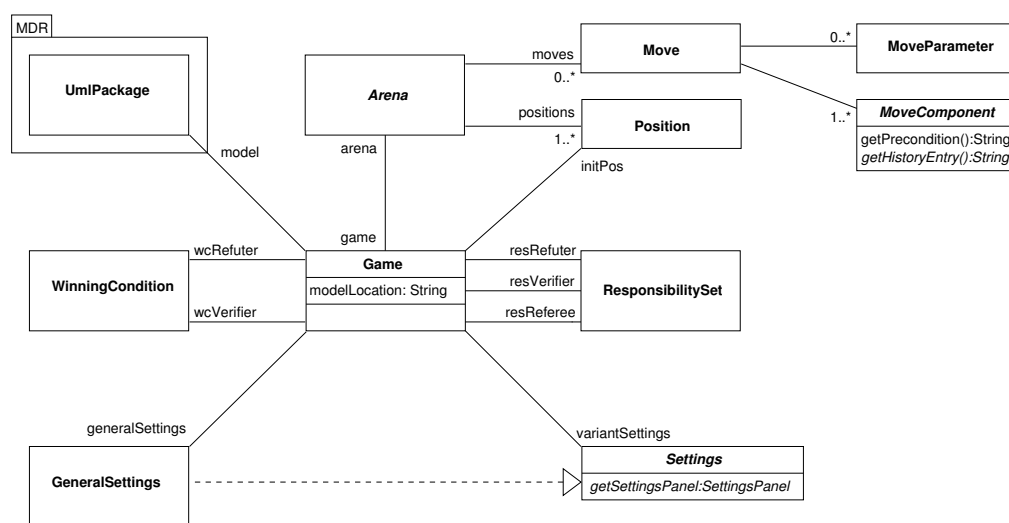 MDR
UmlPackage
model
Arena
moves
0..*
Move
0..*
MoveParameter
positions
1..*
Position
1..*
MoveComponent
getPrecondition():String
getHistoryEntry():String
arena
initPos
game
wcRefuter
Game
resRefuter
WinningCondition
modelLocation: String
resVerifier
ResponsibilitySet
wcVerifier
resReferee
generalSettings
variantSettings
GeneralSettings
Settings
getSettingsPanel:SettingsPanel